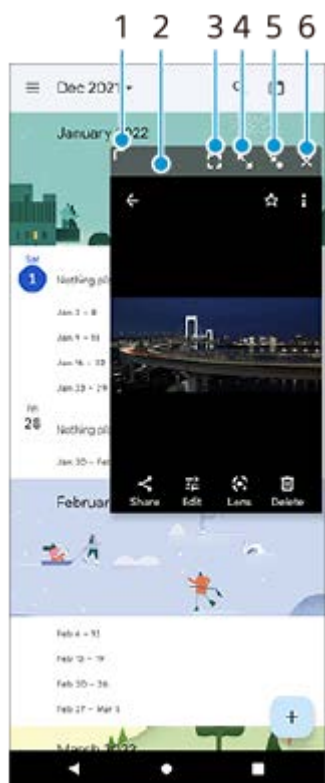 1 2 3 4 5 6
Dec 2021
January 2022
Sat
1
Nothing pl
Jan 2 – 8
Jan 9 – 15
Jan 16 – 22
Jan 23 – 29
Fri
28
Nothing pl
Jan 30 – Feb
Share Edit Lens Delete
Februar
Feb 6 – 12
Feb 13 – 19
Feb 20 – 26
Feb 27 – Mar 5
March 2022